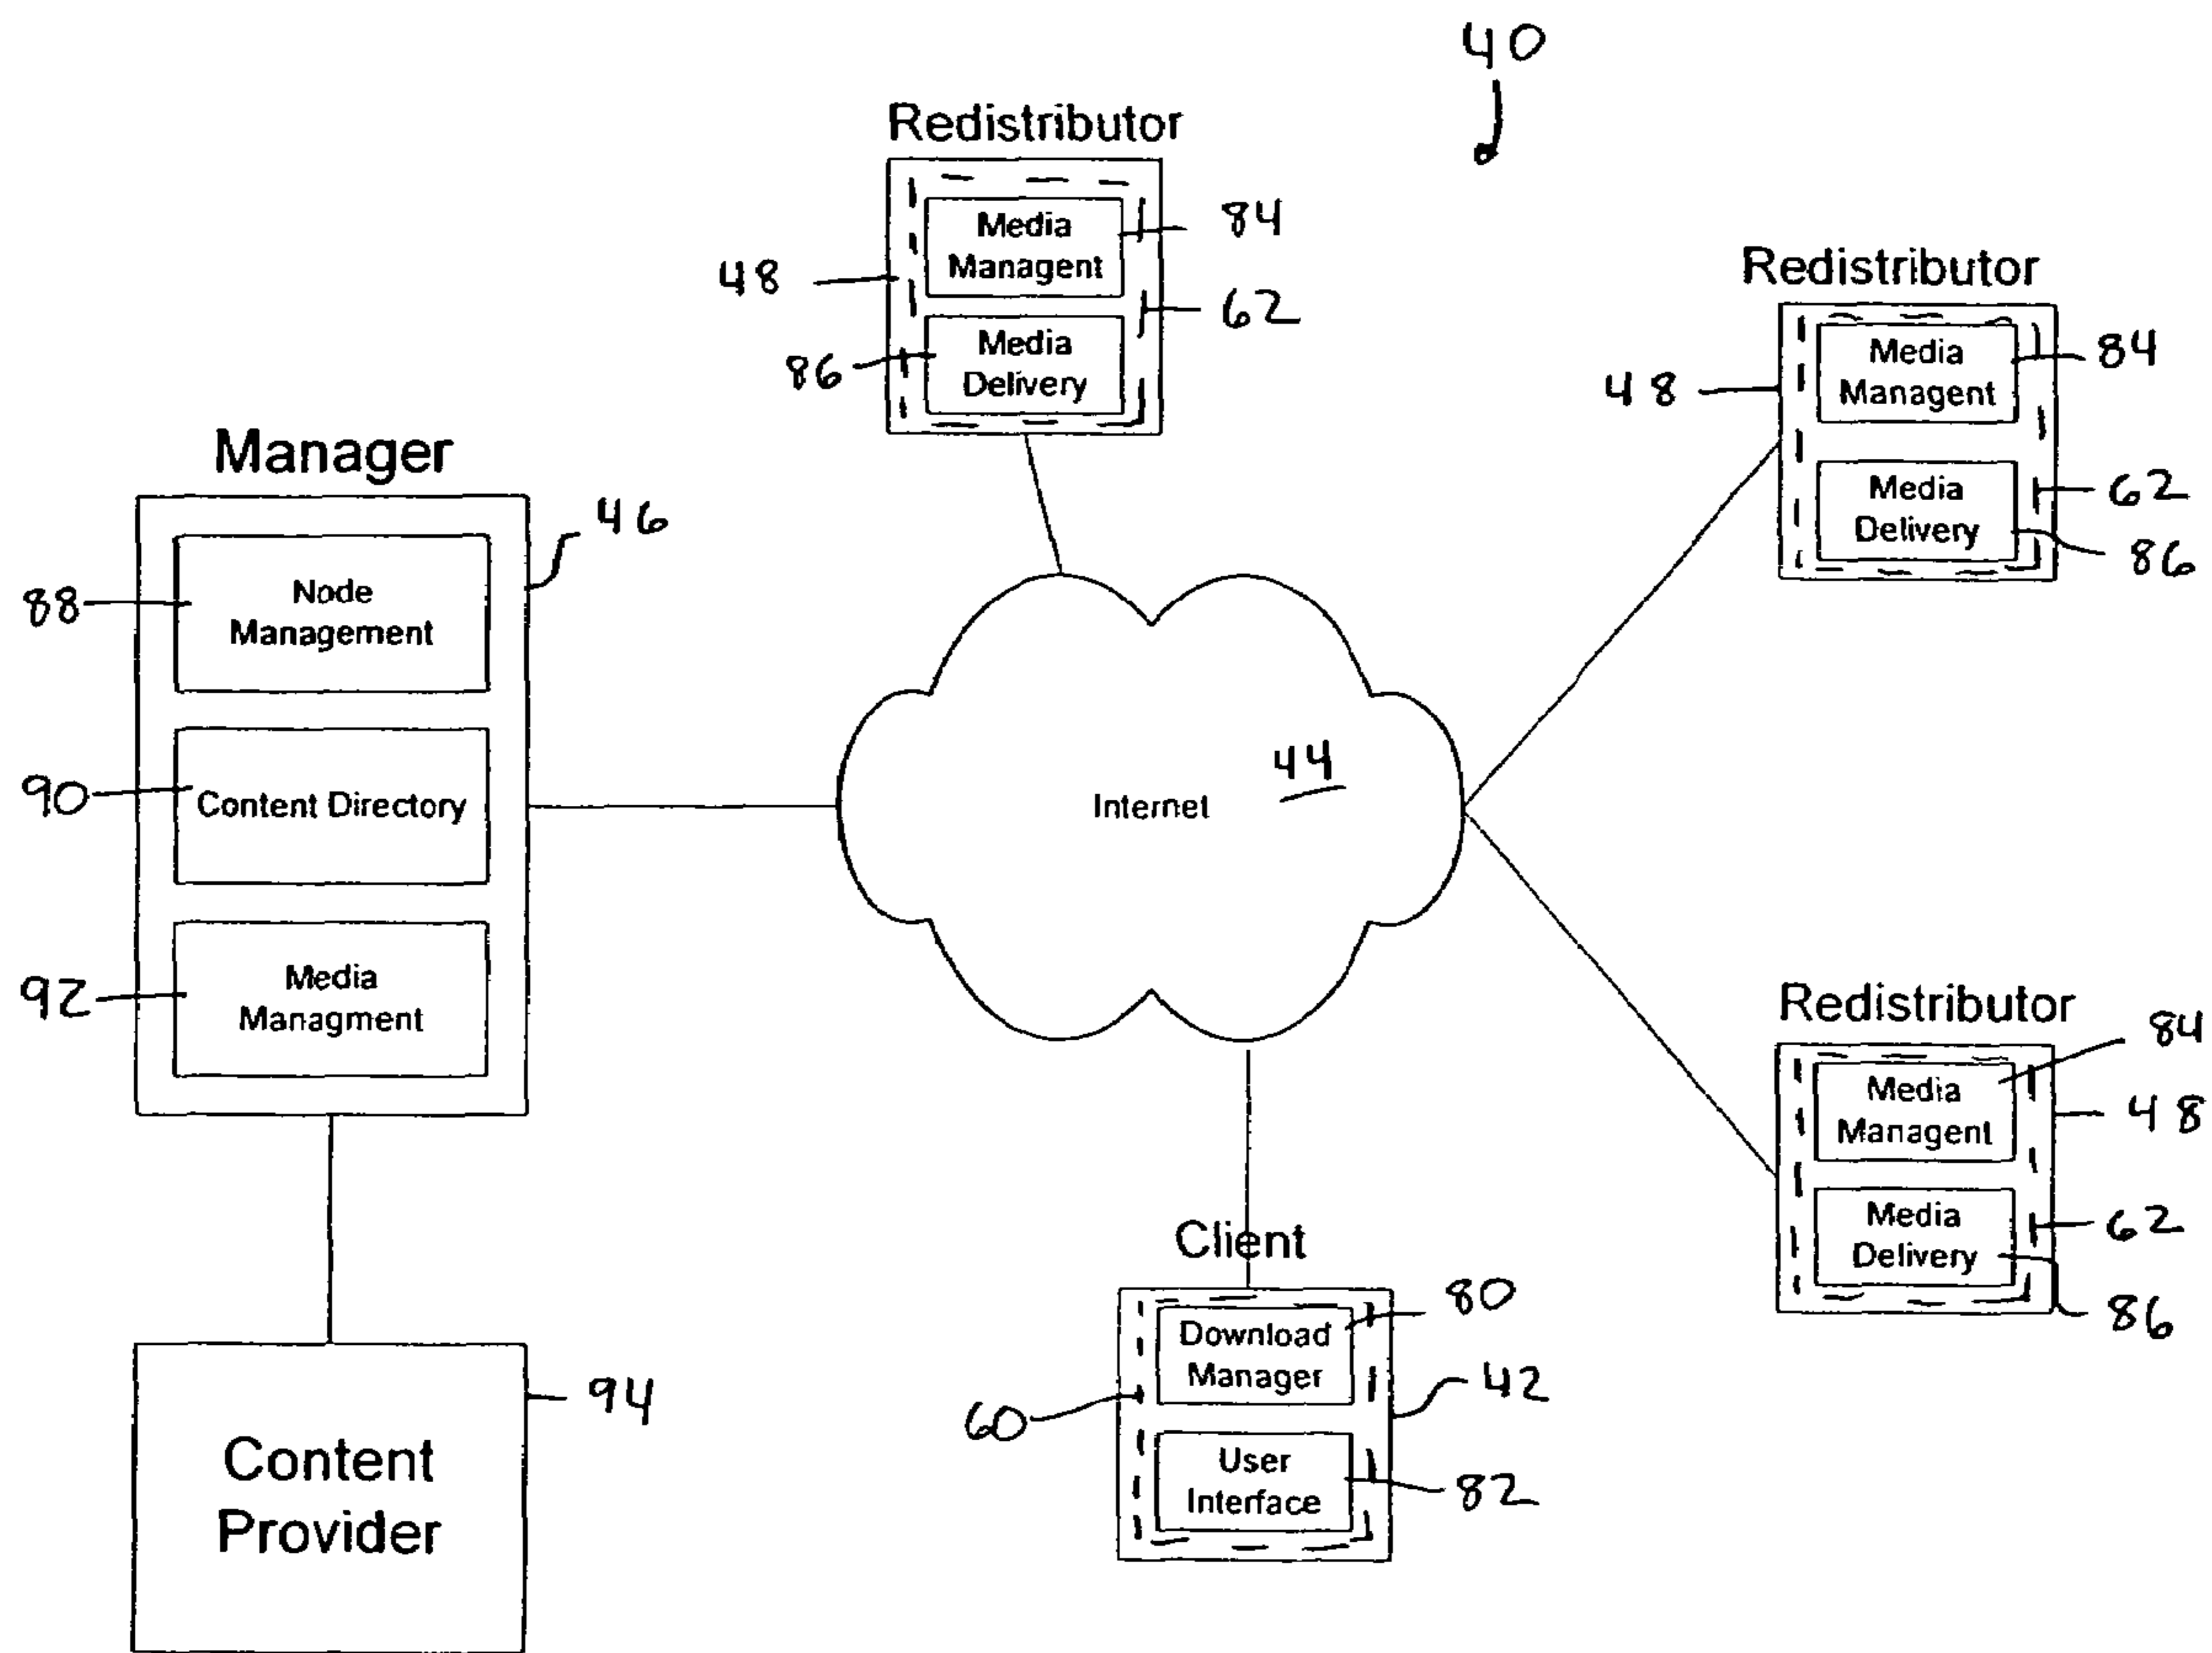 40
Redistributor
Media
Managent
84
48
62
Media
Delivery
86
Redistributor
Media
Managent
84
48
Media
Delivery
62
86
Manager
46
Node
Management
88
Content Directory
90
Media
Managment
92
Internet
44
Redistributor
84
Media
Managent
48
Media
Delivery
62
86
Client
80
Download
Manager
42
60
User
Interface
82
94
Content
Provider